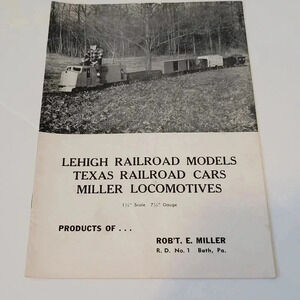 LEHIGH RAILROAD MODELS
TEXAS RAILROAD CARS
MILLER LOCOMOTIVES
1½" Scale 7½" Gauge
PRODUCTS OF . . .
ROB'T. E. MILLER
R. D. No. 1 Bath, Pa.